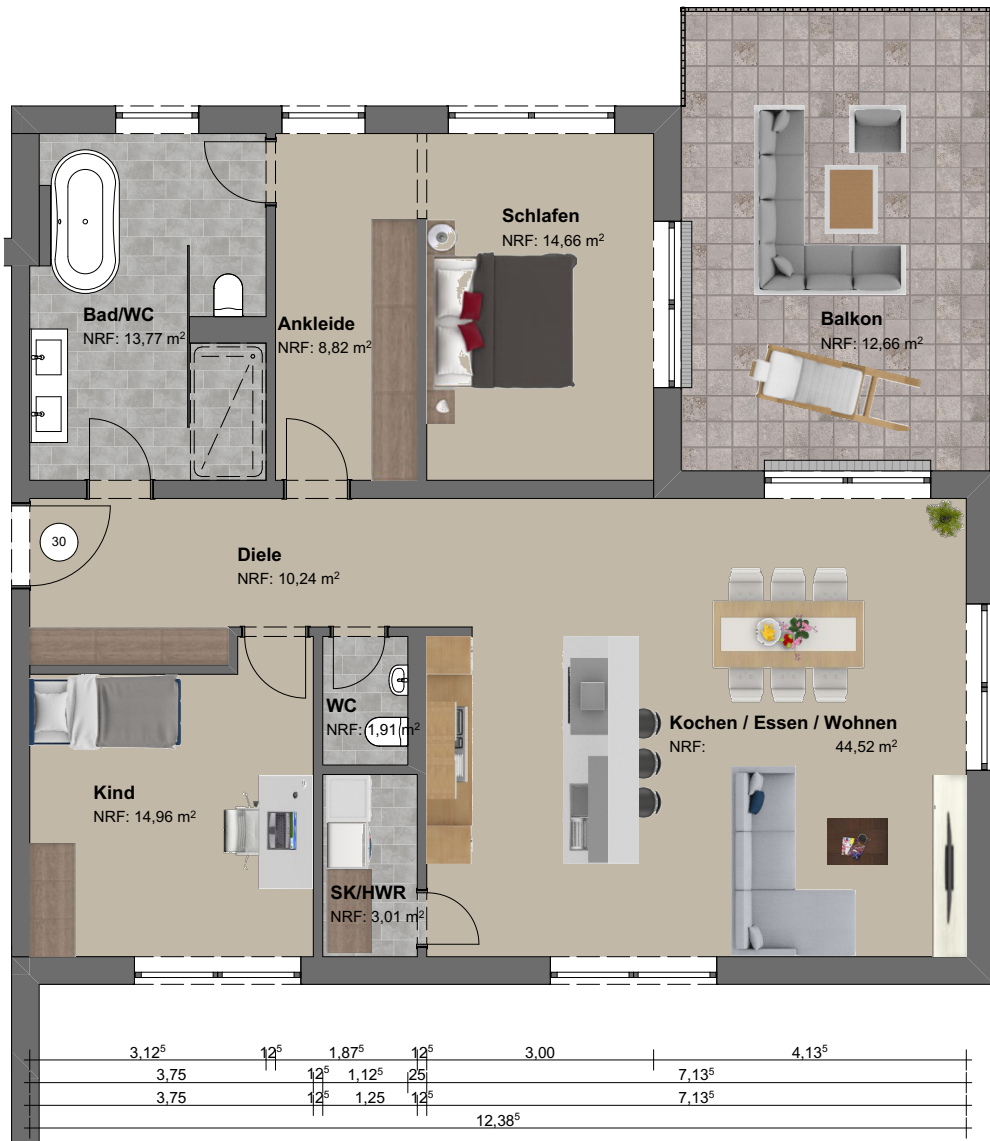 Schlafen
NRF: 14,66 m²
Bad/WC
NRF: 13,77 m²
Ankleide
NRF: 8,82 m²
Balkon
NRF: 12,66 m²
30
Diele
NRF: 10,24 m²
WC
NRF: 1,91 m²
Kochen / Essen / Wohnen
NRF: 44,52 m²
Kind
NRF: 14,96 m²
SK/HWR
NRF: 3,01 m²
3,12⁵ 12⁵ 1,87⁵ 12⁵ 3,00 4,13⁵
3,75 12⁵ 1,12⁵ 25 7,13⁵
3,75 12⁵ 1,25 12⁵ 7,13⁵
12,38⁵